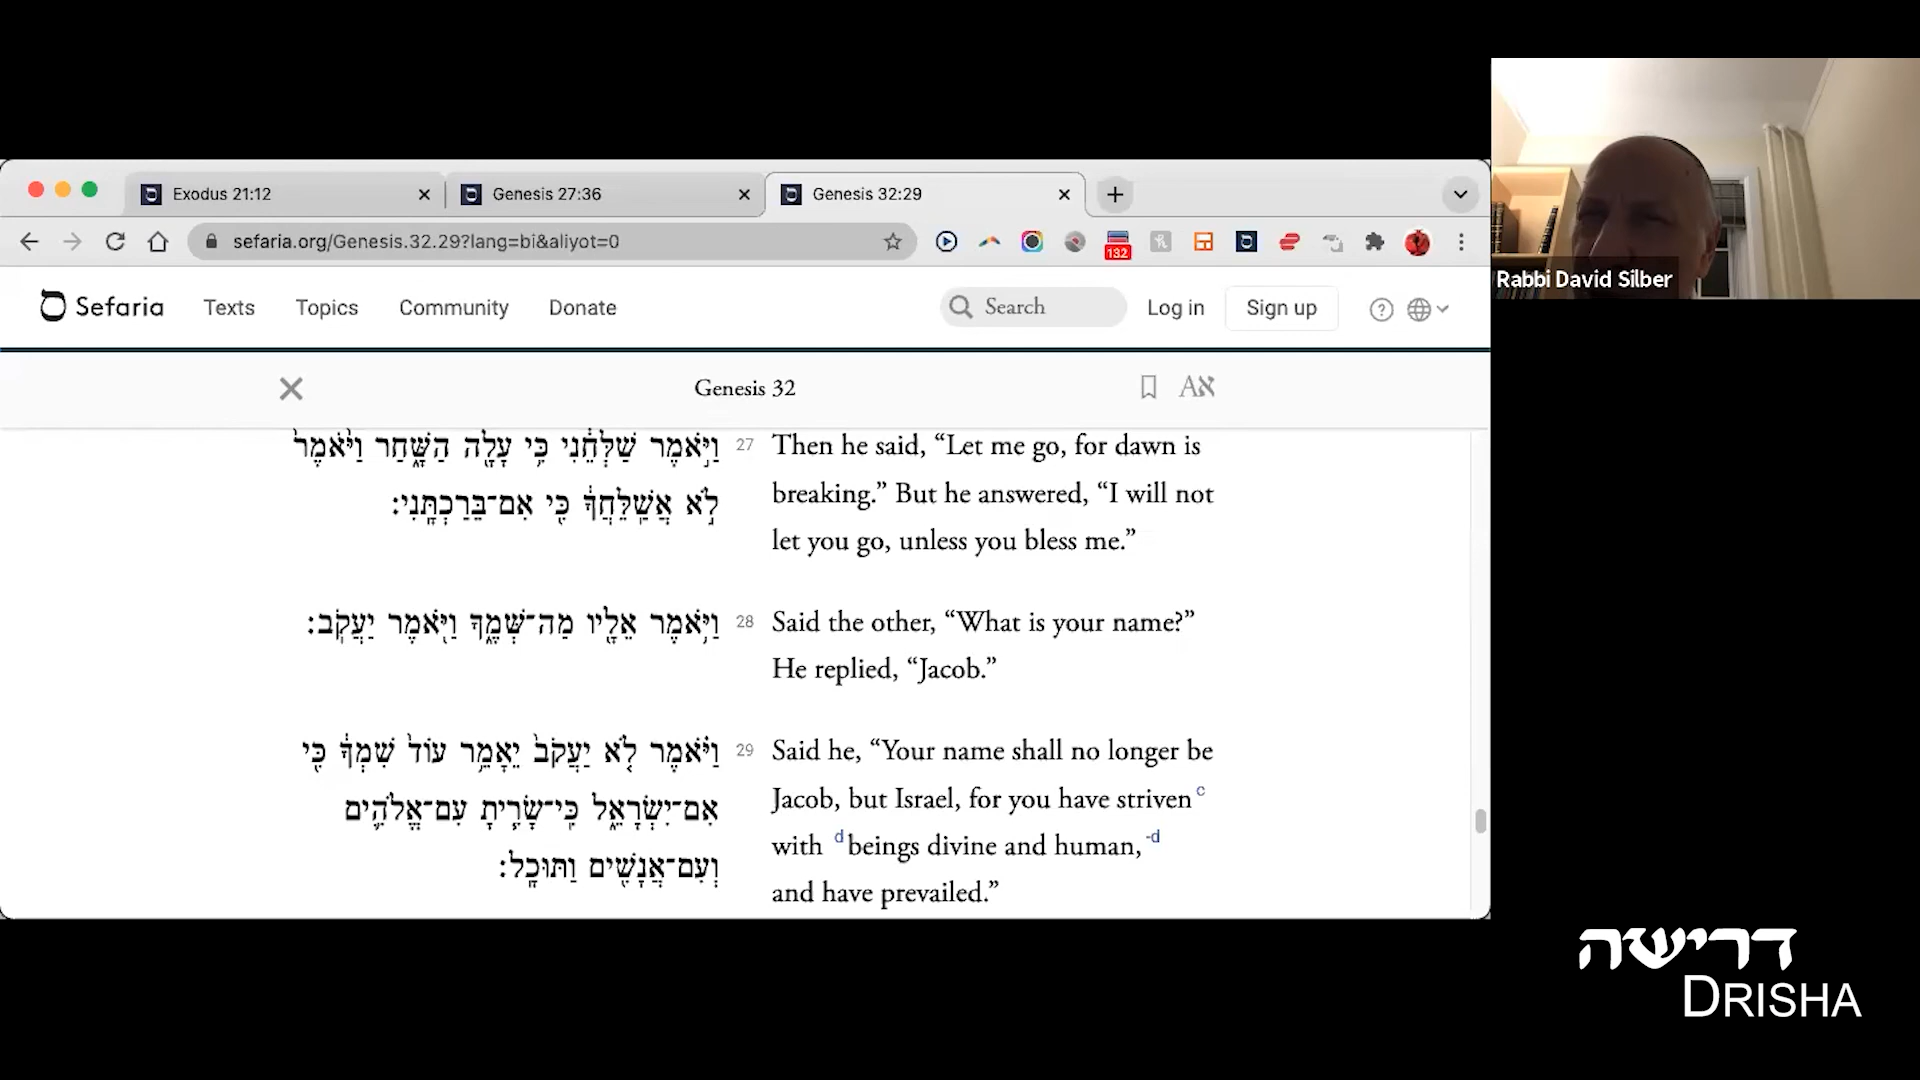 Exodus 21:12
Genesis 27:36
Genesis 32:29
sefaria.org/Genesis.32.29?lang=bi&aliyot=0
132
Sefaria
Texts
Topics
Community
Donate
Search
Log in
Sign up
Genesis 32
Aא
וַיֹּ֣אמֶר שַׁלְּחֵ֔נִי כִּ֥י עָלָ֖ה הַשָּׁ֑חַר וַיֹּ֙אמֶר֙
לֹ֣א אֲשַֽׁלֵּחֲךָ֔ כִּ֖י אִם־בֵּרַכְתָּֽנִי׃
27
Then he said, “Let me go, for dawn is
breaking.” But he answered, “I will not
let you go, unless you bless me.”
וַיֹּ֥אמֶר אֵלָ֖יו מַה־שְּׁמֶ֑ךָ וַיֹּ֖אמֶר יַעֲקֹֽב׃
28
Said the other, “What is your name?”
He replied, “Jacob.”
וַיֹּ֗אמֶר לֹ֤א יַעֲקֹב֙ יֵאָמֵ֥ר עוֹד֙ שִׁמְךָ֔ כִּ֖י
אִם־יִשְׂרָאֵ֑ל כִּֽי־שָׂרִ֧יתָ עִם־אֱלֹהִ֛ים
וְעִם־אֲנָשִׁ֖ים וַתּוּכָֽל׃
29
Said he, “Your name shall no longer be
Jacob, but Israel, for you have striven c
with d beings divine and human, -d
and have prevailed.”
Rabbi David Silber
דרישה
DRISHA